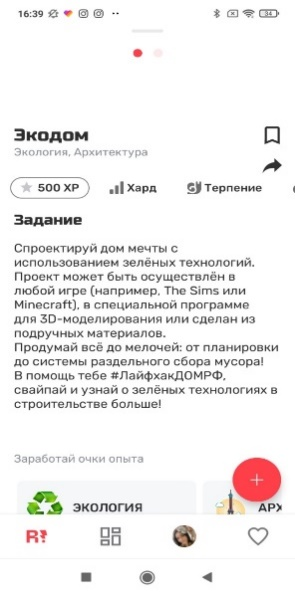 16:39
34
Экодом
Экология, Архитектура
500 XP
Хард
Терпение
Задание
Спроектируй дом мечты с
использованием зелёных технологий.
Проект может быть осуществлён в
любой игре (например, The Sims или
Minecraft), в специальной программе
для 3D-моделирования или сделан из
подручных материалов.
Продумай всё до мелочей: от планировки
до системы раздельного сбора мусора!
В помощь тебе #ЛайфхакДОМРФ,
свайпай и узнай о зелёных технологиях в
строительстве больше!
Заработай очки опыта
ЭКОЛОГИЯ
АРХ